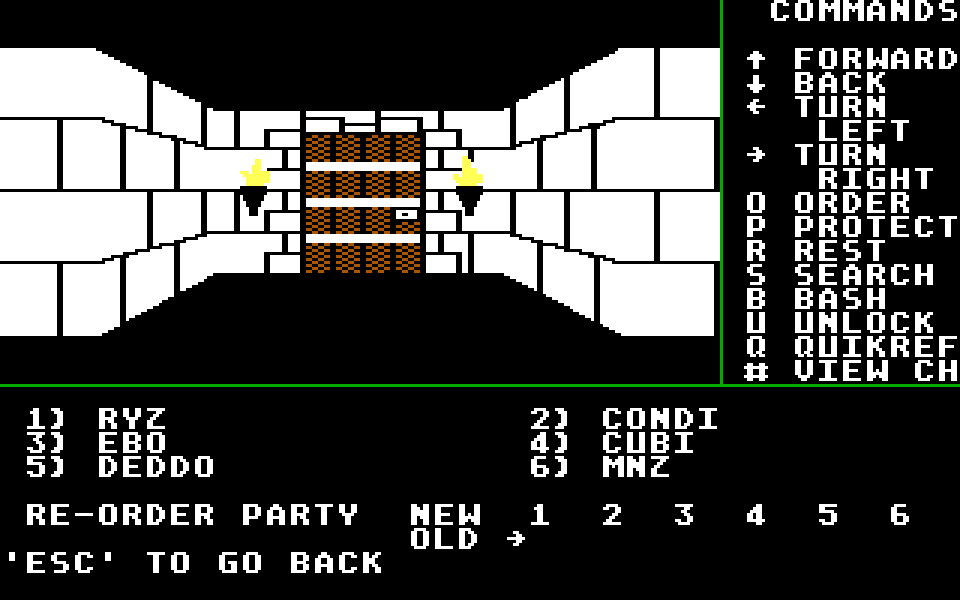 COMMANDS
↑ FORWARD
↓ BACK
← TURN
LEFT
→ TURN
RIGHT
O ORDER
P PROTECT
R REST
S SEARCH
B BASH
U UNLOCK
Q QUIKREF
# VIEW CH
1) RYZ 2) CONDI
3) EBO 4) CUBI
5) DEDDO 6) MNZ
RE-ORDER PARTY NEW 1 2 3 4 5 6
OLD →
'ESC' TO GO BACK